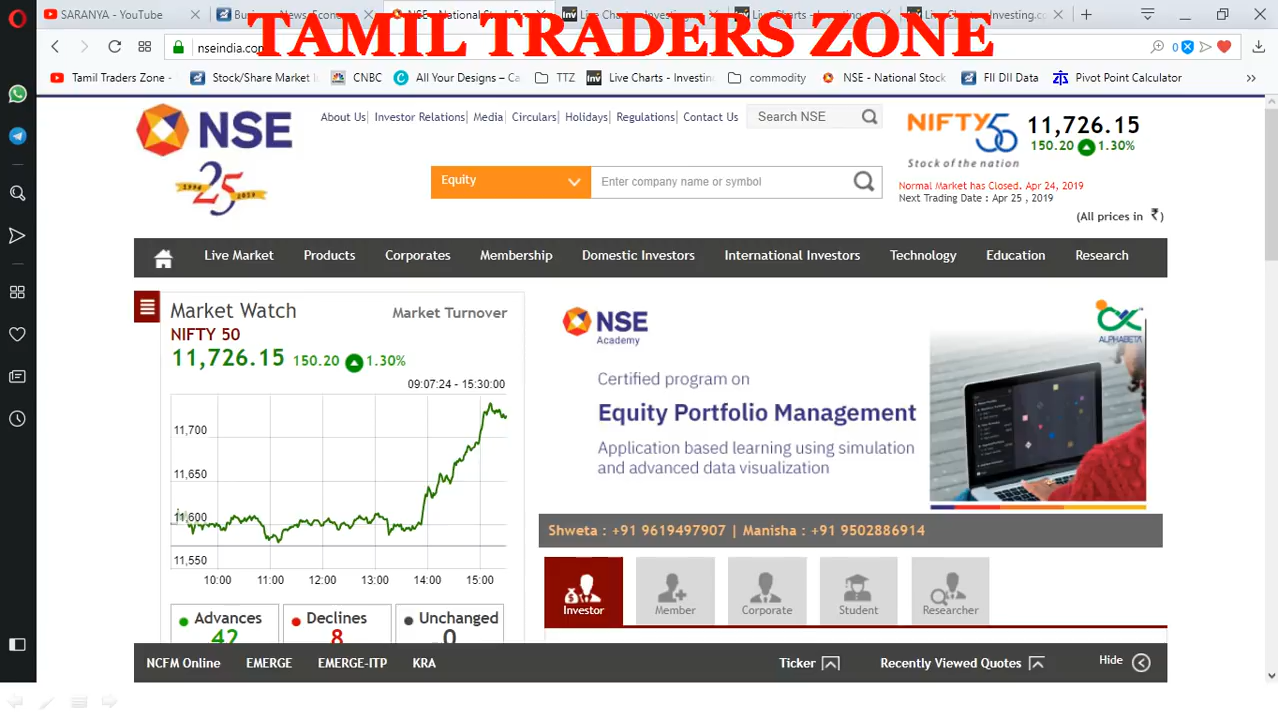 SARANYA - YouTube
TAMIL TRADERS ZONE
nseindia.com
0
Tamil Traders Zone -
Stock/Share Market
CNBC
All Your Designes – Ca
TTZ
Live Charts - Investin
commodity
NSE - National Stock
FII DII Data
Pivot Point Calculator
NSE
1994 25 2019
About Us| Investor Relations| Media| Circulars| Holidays| Regulations| Contact Us
Search NSE
NIFTY 50
Stock of the nation
11,726.15
150.20 1.30%
Equity
Enter company name or symbol
Normal Market has Closed. Apr 24, 2019
Next Trading Date : Apr 25 , 2019
(All prices in ₹)
Live Market Products Corporates Membership Domestic Investors International Investors Technology Education Research
Market Watch
Market Turnover
NIFTY 50
11,726.15 150.20 1.30%
09:07:24 - 15:30:00
11,700
11,650
11,600
11,550
10:00 11:00 12:00 13:00 14:00 15:00
Advances
42
Declines
8
Unchanged
0
NSE
Academy
ALPHABETA
Certified program on
Equity Portfolio Management
Application based learning using simulation
and advanced data visualization
Shweta : +91 9619497907 | Manisha : +91 9502886914
Investor
Member
Corporate
Student
Researcher
NCFM Online EMERGE EMERGE-ITP KRA
Ticker
Recently Viewed Quotes
Hide